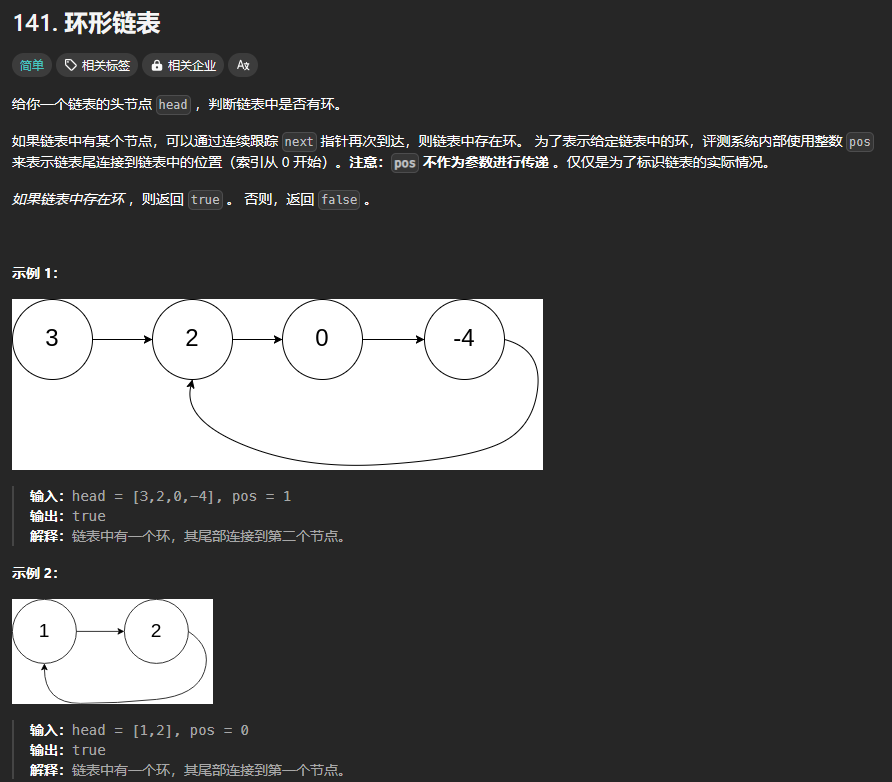 141. 环形链表
简单 相关标签 相关企业 Aз
给你一个链表的头节点 head ，判断链表中是否有环。
如果链表中有某个节点，可以通过连续跟踪 next 指针再次到达，则链表中存在环。 为了表示给定链表中的环，评测系统内部使用整数 pos
来表示链表尾连接到链表中的位置（索引从 0 开始）。注意：pos 不作为参数进行传递 。仅仅是为了标识链表的实际情况。
如果链表中存在环 ，则返回 true 。 否则，返回 false 。
示例 1：
3 2 0 -4
输入：head = [3,2,0,-4], pos = 1
输出：true
解释：链表中有一个环，其尾部连接到第二个节点。
示例 2：
1 2
输入：head = [1,2], pos = 0
输出：true
解释：链表中有一个环，其尾部连接到第一个节点。